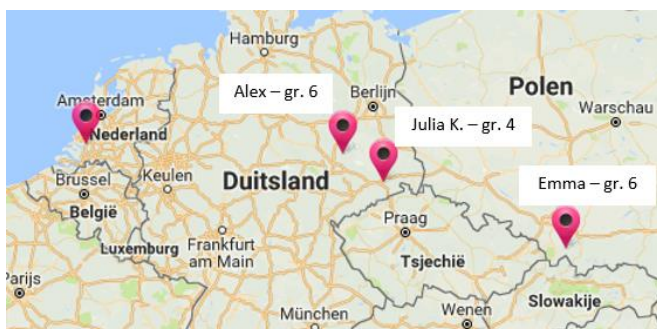 Hamburg
Alex – gr. 6
Berlijn
Polen
Amsterdam
Julia K. – gr. 4
Warschau
Nederland
Brussel
Keulen
Duitsland
Emma – gr. 6
België
Praag
Luxemburg
Frankfurt
am Main
Tsjechië
Parijs
Slowakije
München
Wenen